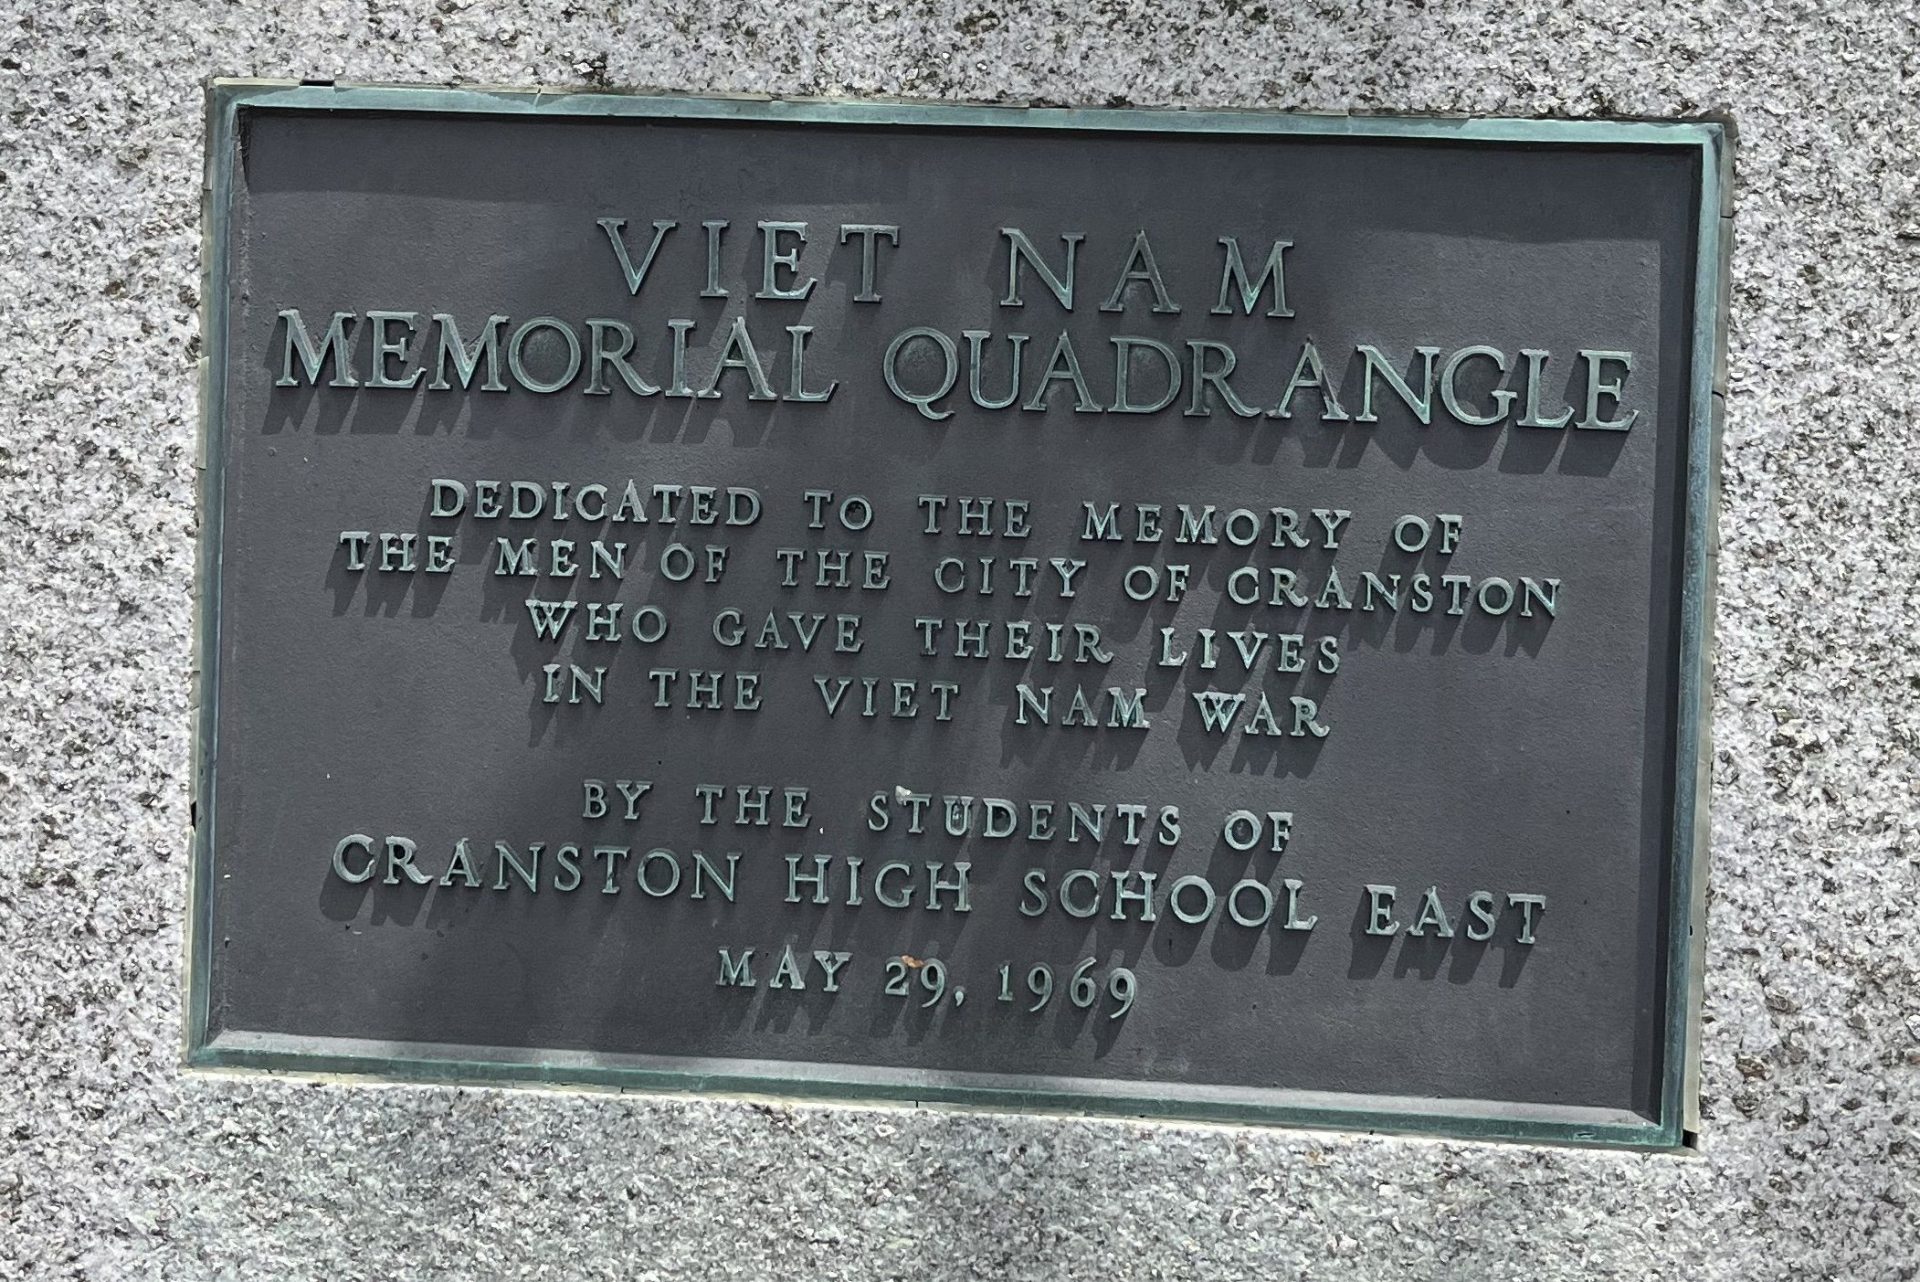 VIET NAM
MEMORIAL QUADRANGLE
DEDICATED TO THE MEMORY OF
THE MEN OF THE CITY OF CRANSTON
WHO GAVE THEIR LIVES
IN THE VIET NAM WAR
BY THE STUDENTS OF
CRANSTON HIGH SCHOOL EAST
MAY 29, 1969